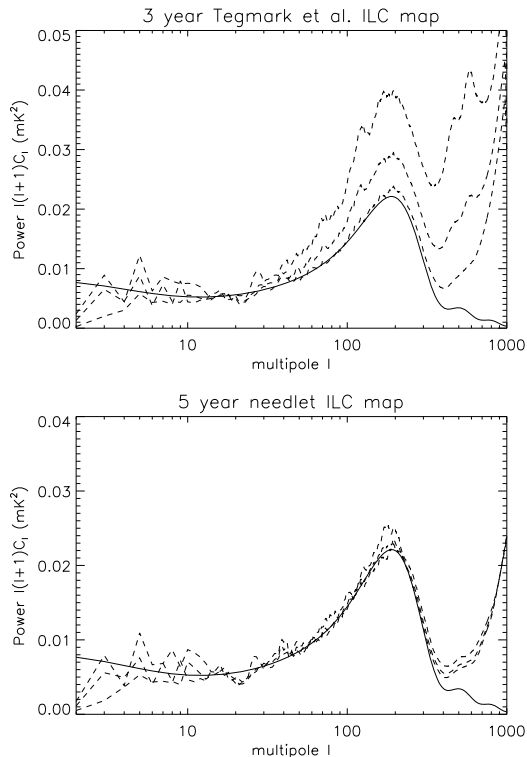 3 year Tegmark et al. ILC map
0.05
0.04
0.03
0.02
0.01
0.00
Power l(l+1)C_l (mK²)
10
100
1000
multipole l
5 year needlet ILC map
0.04
0.03
0.02
0.01
0.00
Power l(l+1)C_l (mK²)
10
100
1000
multipole l